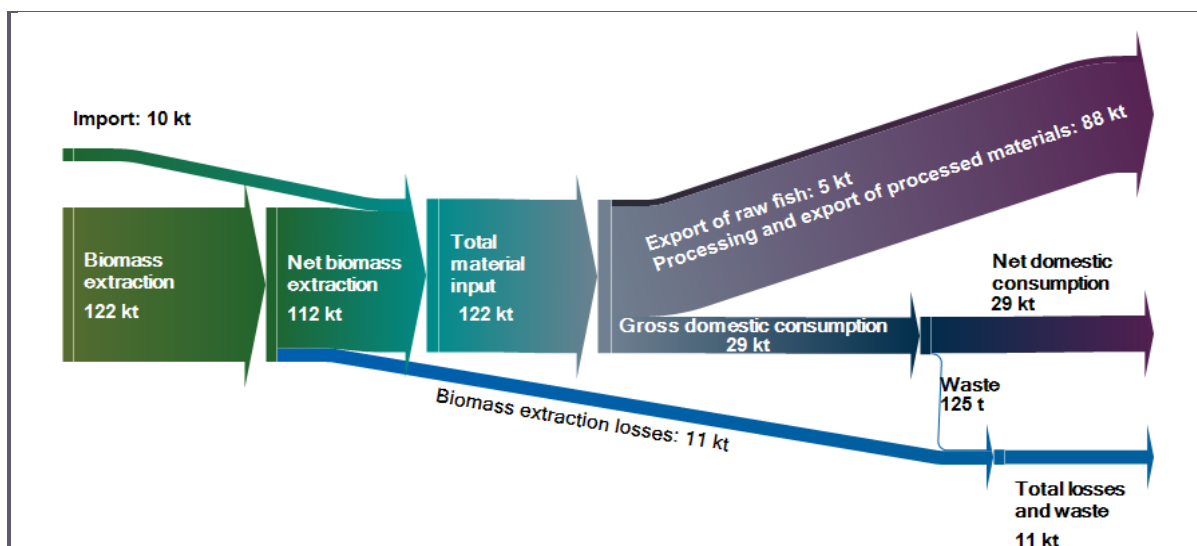 Import: 10 kt
Biomass
extraction
122 kt
Net biomass
extraction
112 kt
Total
material
input
122 kt
Export of raw fish: 5 kt
Processing and export of processed materials: 88 kt
Gross domestic consumption
29 kt
Net domestic
consumption
29 kt
Waste
125 t
Biomass extraction losses: 11 kt
Total losses
and waste
11 kt